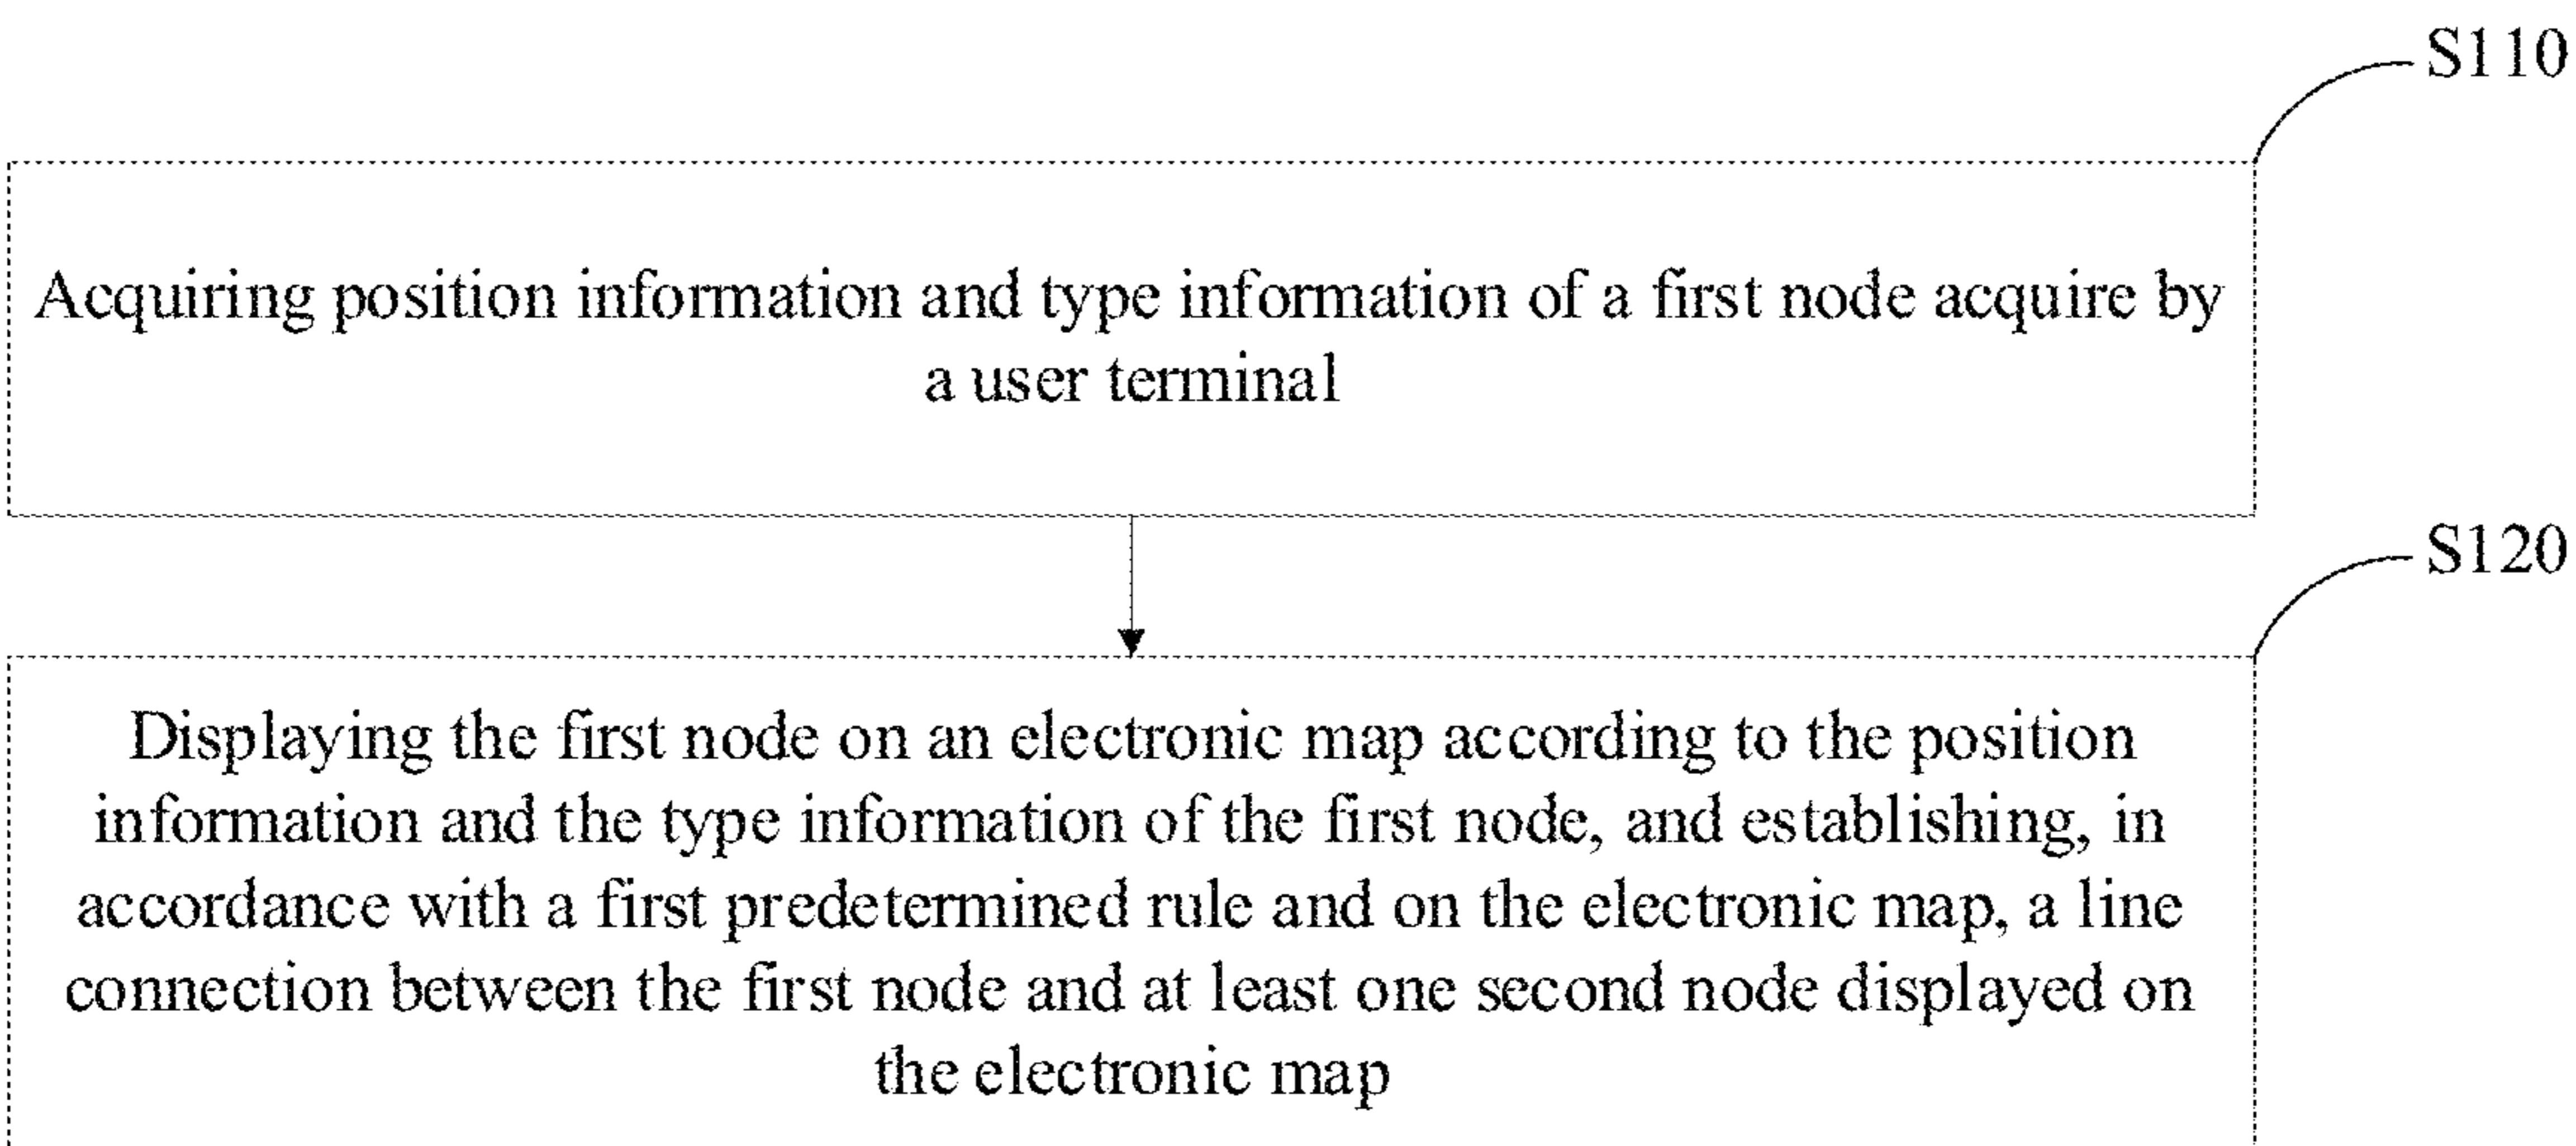 S110
Acquiring position information and type information of a first node acquire by
a user terminal
S120
Displaying the first node on an electronic map according to the position
information and the type information of the first node, and establishing, in
accordance with a first predetermined rule and on the electronic map, a line
connection between the first node and at least one second node displayed on
the electronic map